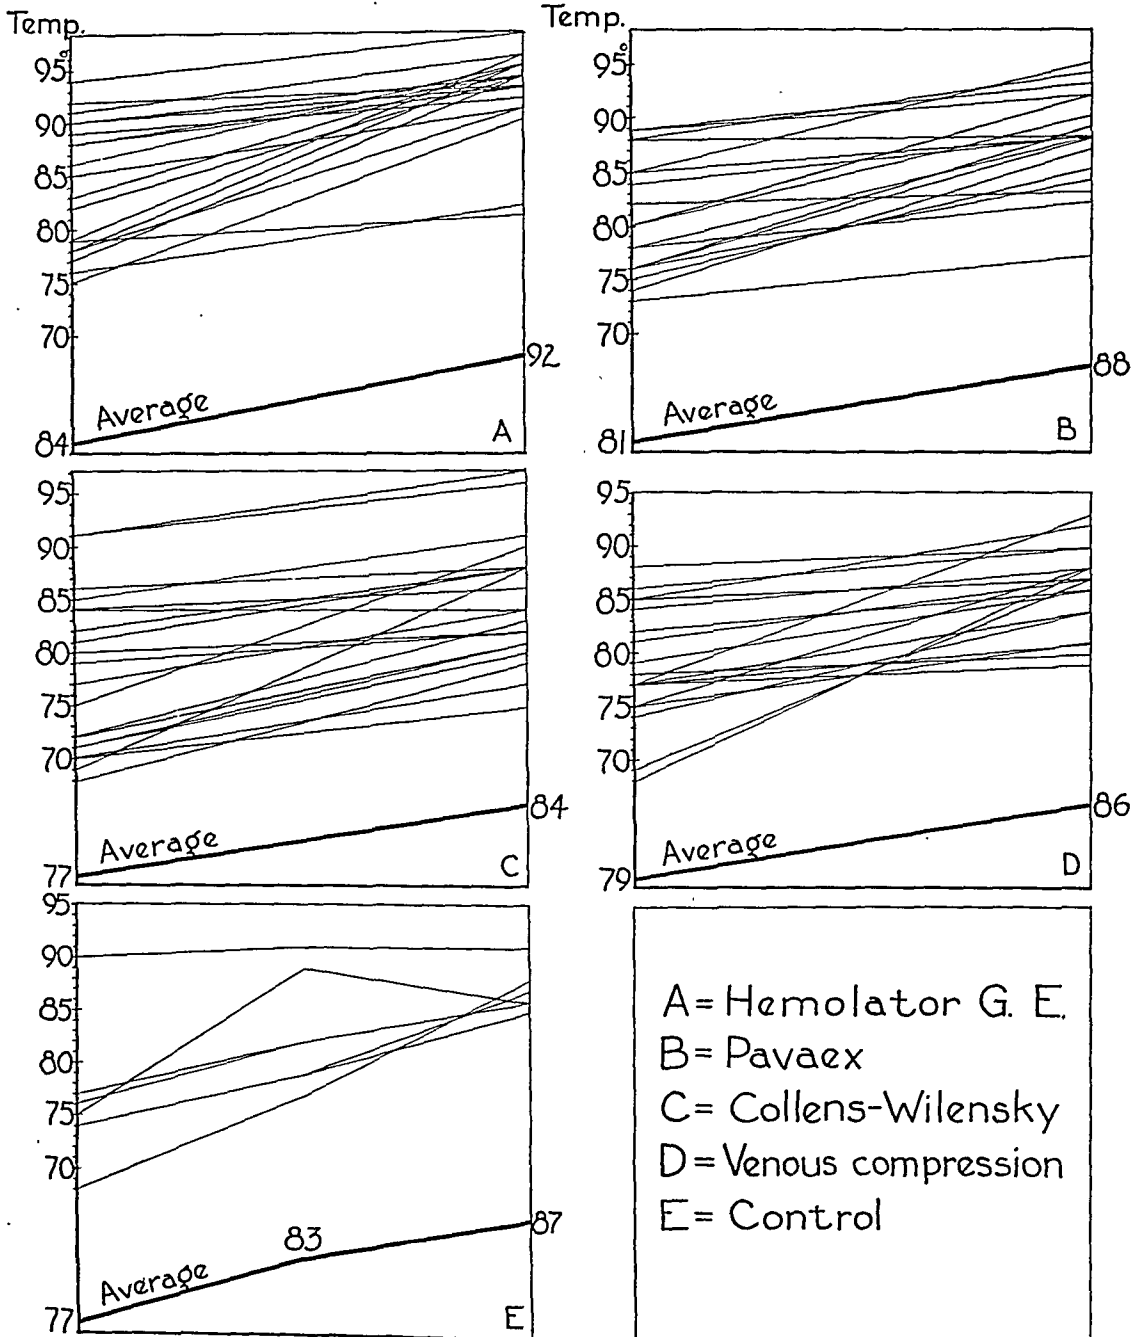 Temp.
95°
90
85
80
75
70
84
Average
92
A
Temp.
95°
90
85
80
75
70
81
Average
88
B
95
90
85
80
75
70
77
Average
84
C
95
90
85
80
75
70
79
Average
86
D
95
90
85
80
75
70
77
Average
83
87
E
A = Hemolator G. E.
B = Pavaex
C = Collens-Wilensky
D = Venous compression
E = Control